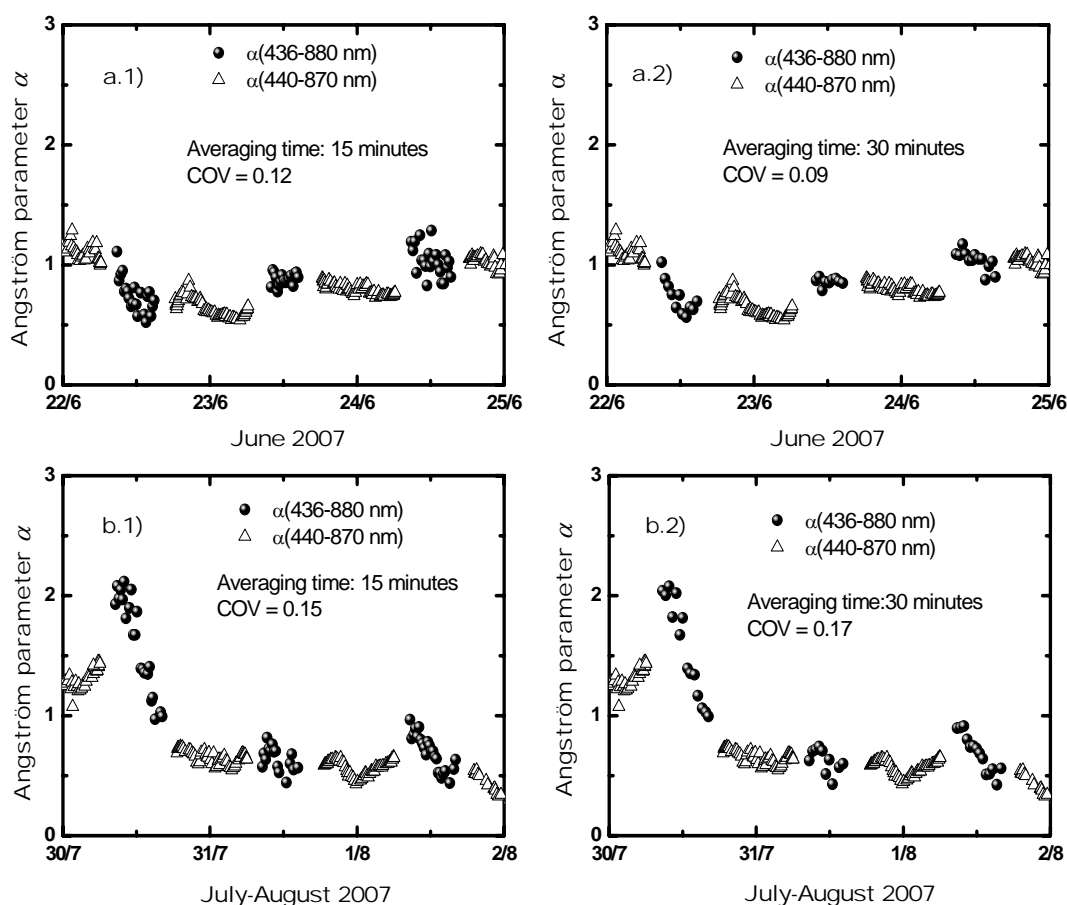 3
2
1
0
Angström parameter α
a.1)
α(436-880 nm)
α(440-870 nm)
Averaging time: 15 minutes
COV = 0.12
22/6 23/6 24/6 25/6
June 2007
3
2
1
0
Angström parameter α
a.2)
α(436-880 nm)
α(440-870 nm)
Averaging time: 30 minutes
COV = 0.09
22/6 23/6 24/6 25/6
June 2007
3
2
1
0
Angström parameter α
b.1)
α(436-880 nm)
α(440-870 nm)
Averaging time: 15 minutes
COV = 0.15
30/7 31/7 1/8 2/8
July-August 2007
3
2
1
0
Angström parameter α
b.2)
α(436-880 nm)
α(440-870 nm)
Averaging time:30 minutes
COV = 0.17
30/7 31/7 1/8 2/8
July-August 2007